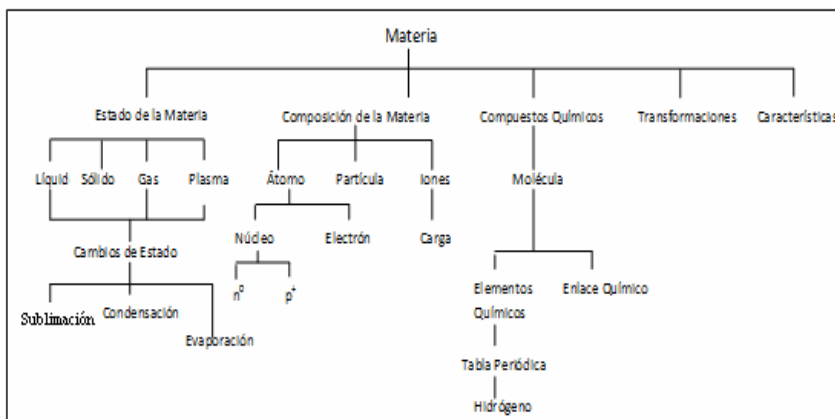 Materia
Estado de la Materia Composición de la Materia Compuestos Químicos Transformaciones Características
Líquid Sólido Gas Plasma Átomo Partícula Iones Molécula
Núcleo Electrón Carga
Cambios de Estado
n⁰ p⁺ Elementos Enlace Químico
Químicos
Sublimación Condensación
Evaporación
Tabla Periódica
Hidrógeno